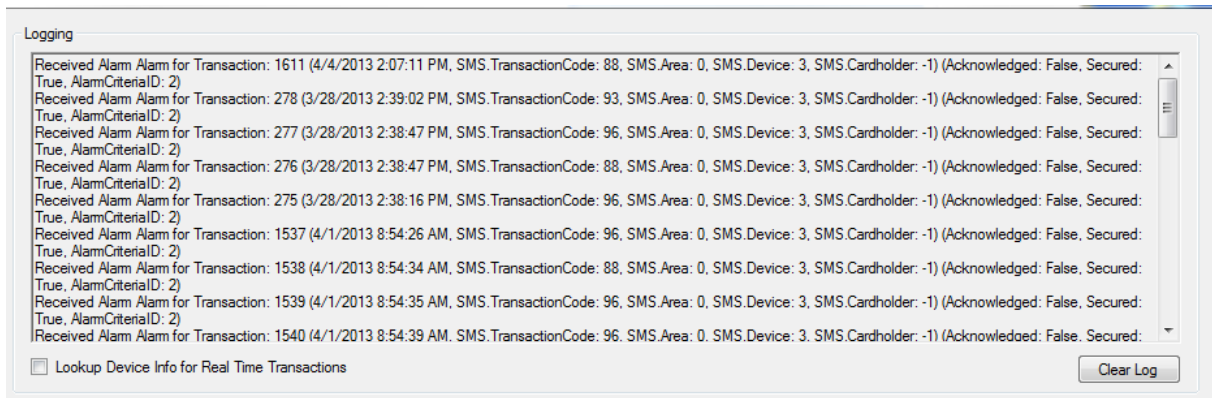 Logging
Received Alarm Alarm for Transaction: 1611 (4/4/2013 2:07:11 PM, SMS.TransactionCode: 88, SMS.Area: 0, SMS.Device: 3, SMS.Cardholder: -1) (Acknowledged: False, Secured:
True, AlarmCriteriaID: 2)
Received Alarm Alarm for Transaction: 278 (3/28/2013 2:39:02 PM, SMS.TransactionCode: 93, SMS.Area: 0, SMS.Device: 3, SMS.Cardholder: -1) (Acknowledged: False, Secured:
True, AlarmCriteriaID: 2)
Received Alarm Alarm for Transaction: 277 (3/28/2013 2:38:47 PM, SMS.TransactionCode: 96, SMS.Area: 0, SMS.Device: 3, SMS.Cardholder: -1) (Acknowledged: False, Secured:
True, AlarmCriteriaID: 2)
Received Alarm Alarm for Transaction: 276 (3/28/2013 2:38:47 PM, SMS.TransactionCode: 88, SMS.Area: 0, SMS.Device: 3, SMS.Cardholder: -1) (Acknowledged: False, Secured:
True, AlarmCriteriaID: 2)
Received Alarm Alarm for Transaction: 275 (3/28/2013 2:38:16 PM, SMS.TransactionCode: 96, SMS.Area: 0, SMS.Device: 3, SMS.Cardholder: -1) (Acknowledged: False, Secured:
True, AlarmCriteriaID: 2)
Received Alarm Alarm for Transaction: 1537 (4/1/2013 8:54:26 AM, SMS.TransactionCode: 96, SMS.Area: 0, SMS.Device: 3, SMS.Cardholder: -1) (Acknowledged: False, Secured:
True, AlarmCriteriaID: 2)
Received Alarm Alarm for Transaction: 1538 (4/1/2013 8:54:34 AM, SMS.TransactionCode: 88, SMS.Area: 0, SMS.Device: 3, SMS.Cardholder: -1) (Acknowledged: False, Secured:
True, AlarmCriteriaID: 2)
Received Alarm Alarm for Transaction: 1539 (4/1/2013 8:54:35 AM, SMS.TransactionCode: 96, SMS.Area: 0, SMS.Device: 3, SMS.Cardholder: -1) (Acknowledged: False, Secured:
True, AlarmCriteriaID: 2)
Received Alarm Alarm for Transaction: 1540 (4/1/2013 8:54:39 AM, SMS.TransactionCode: 96, SMS.Area: 0, SMS.Device: 3, SMS.Cardholder: -1) (Acknowledged: False, Secured:
Lookup Device Info for Real Time Transactions
Clear Log